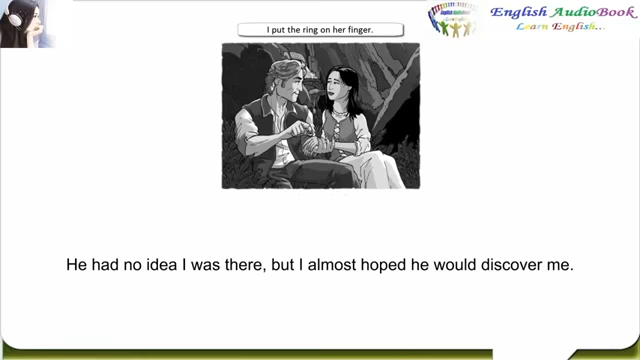 I put the ring on her finger.
English AudioBook
Learn English...
He had no idea I was there, but I almost hoped he would discover me.